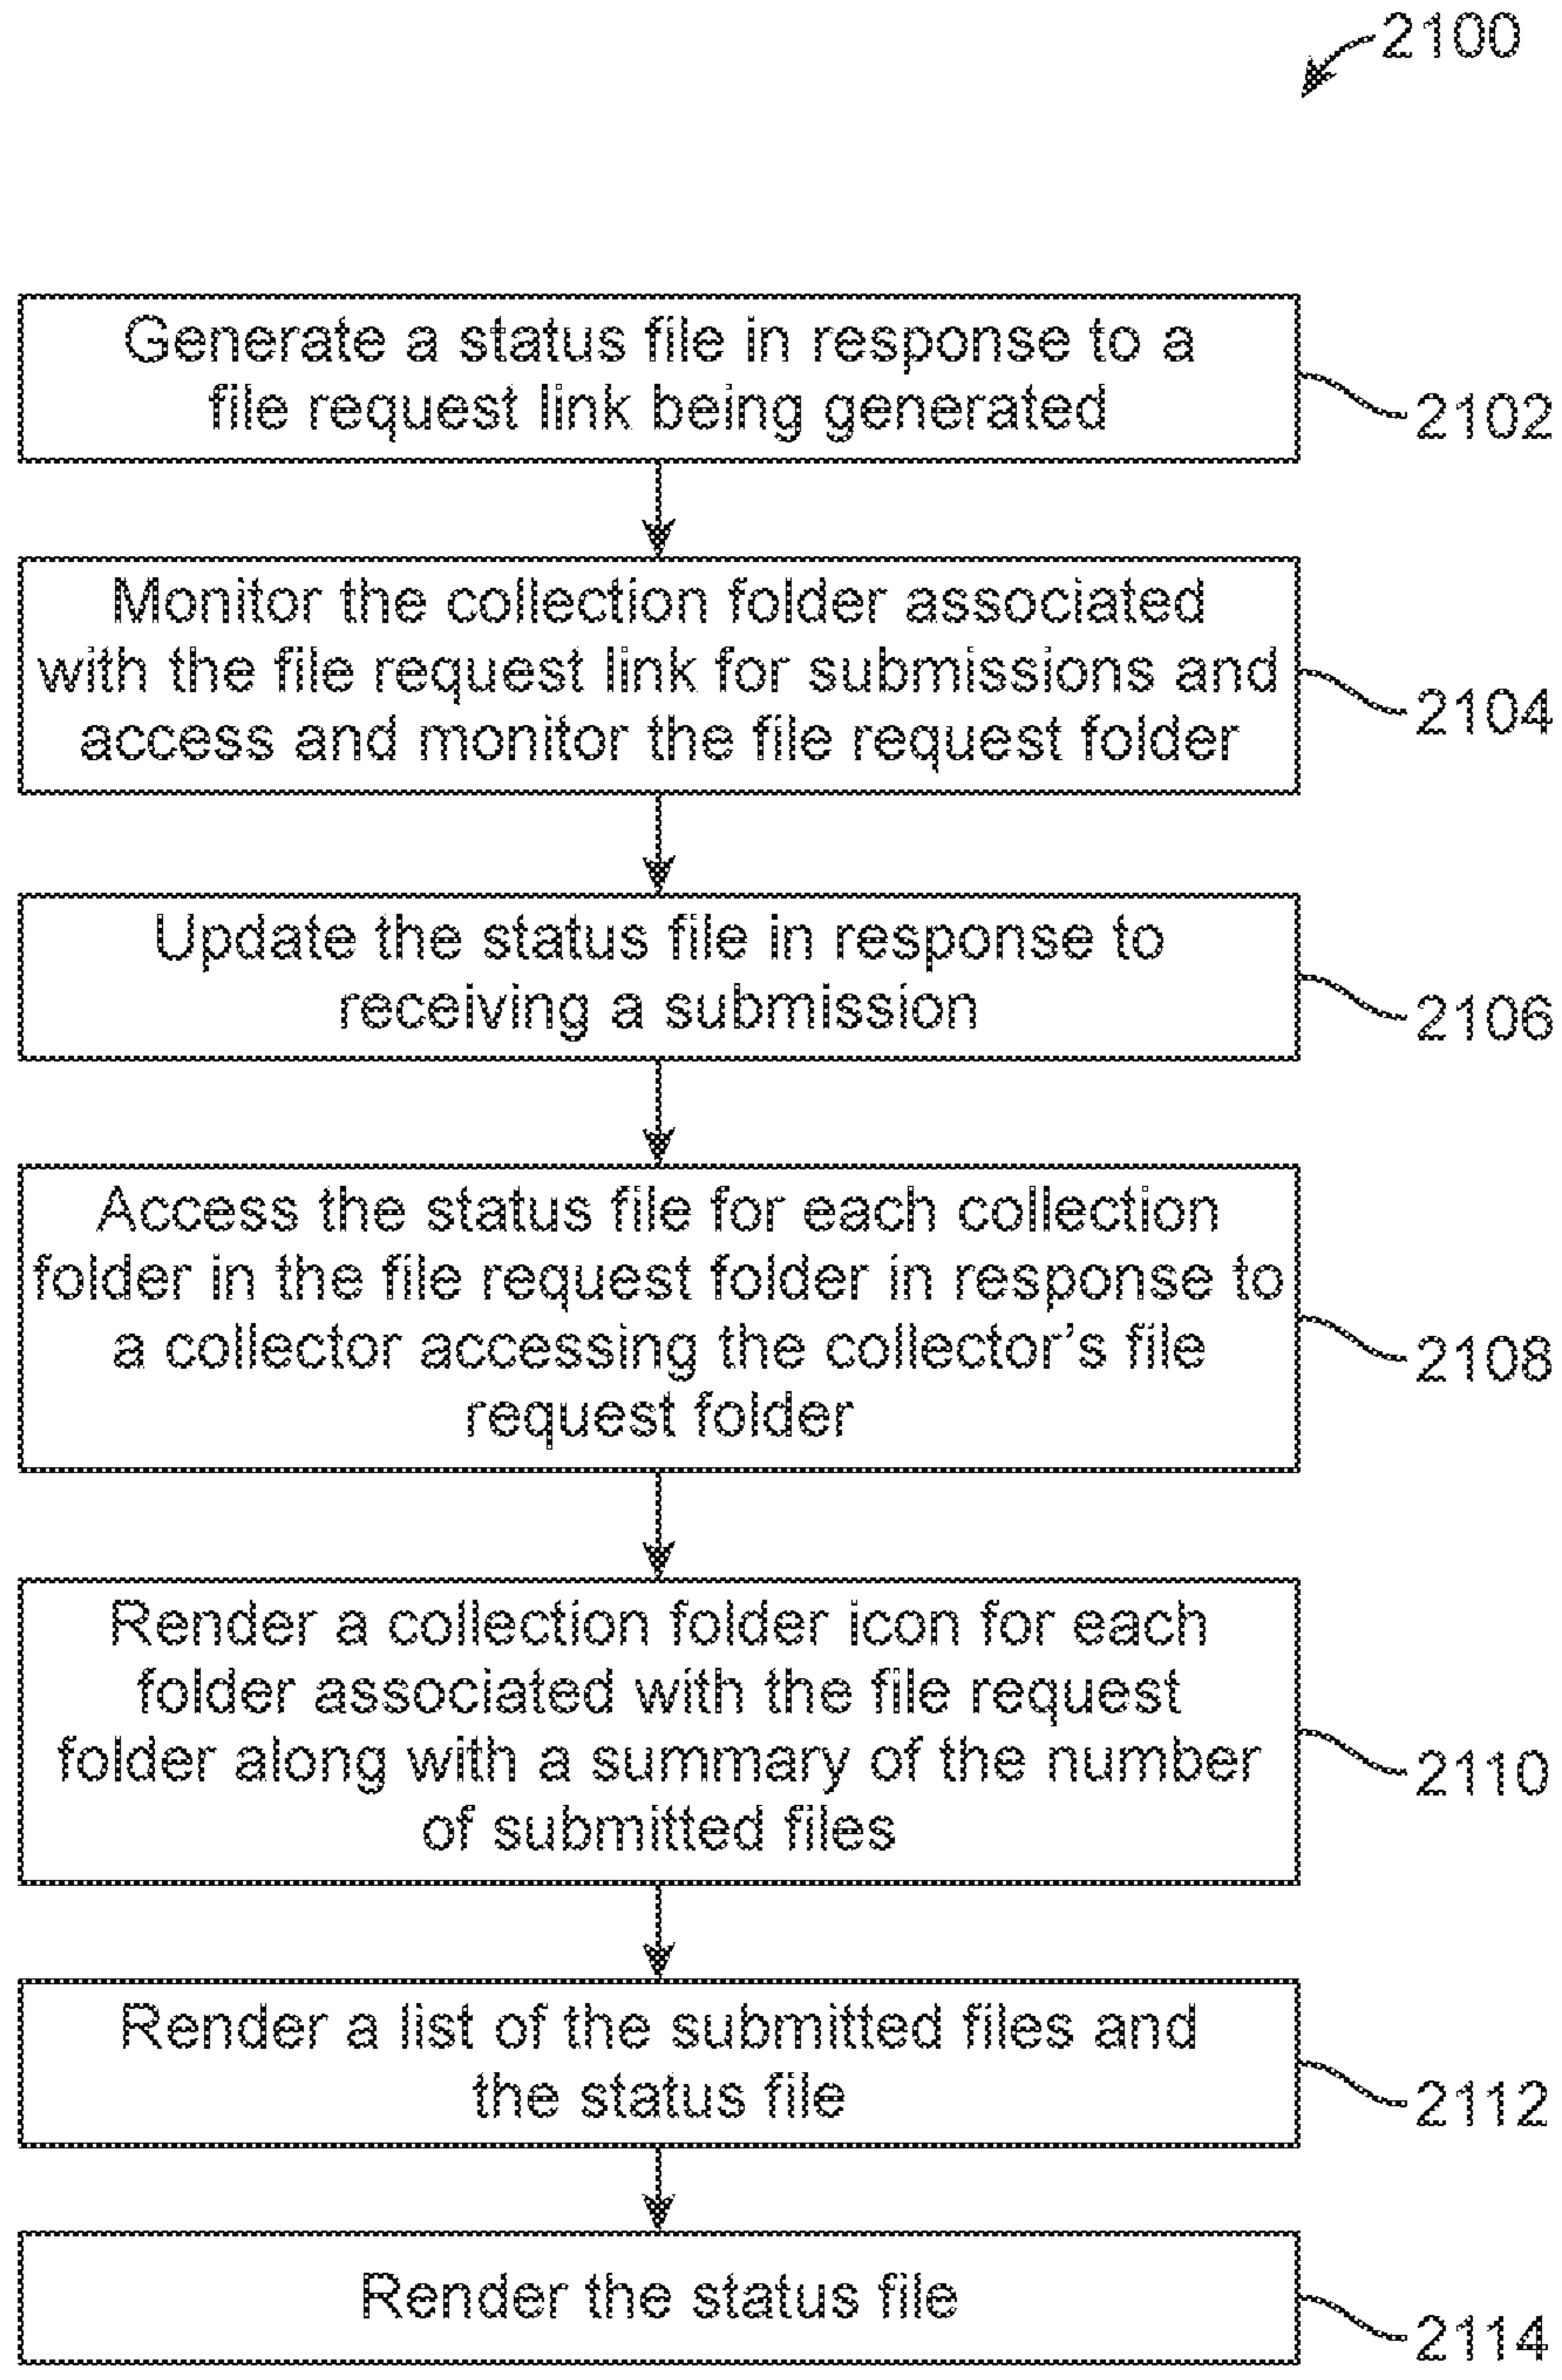 2100
Generate a status file in response to a
file request link being generated
2102
Monitor the collection folder associated
with the file request link for submissions and
access and monitor the file request folder
2104
Update the status file in response to
receiving a submission
2106
Access the status file for each collection
folder in the file request folder in response to
a collector accessing the collector's file
request folder
2108
Render a collection folder icon for each
folder associated with the file request
folder along with a summary of the number
of submitted files
2110
Render a list of the submitted files and
the status file
2112
Render the status file
2114